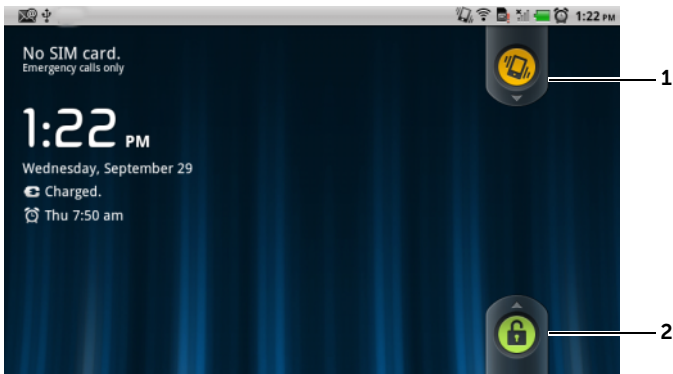 1:22 PM
No SIM card.
Emergency calls only
1:22 PM
Wednesday, September 29
Charged.
Thu 7:50 am
1
2